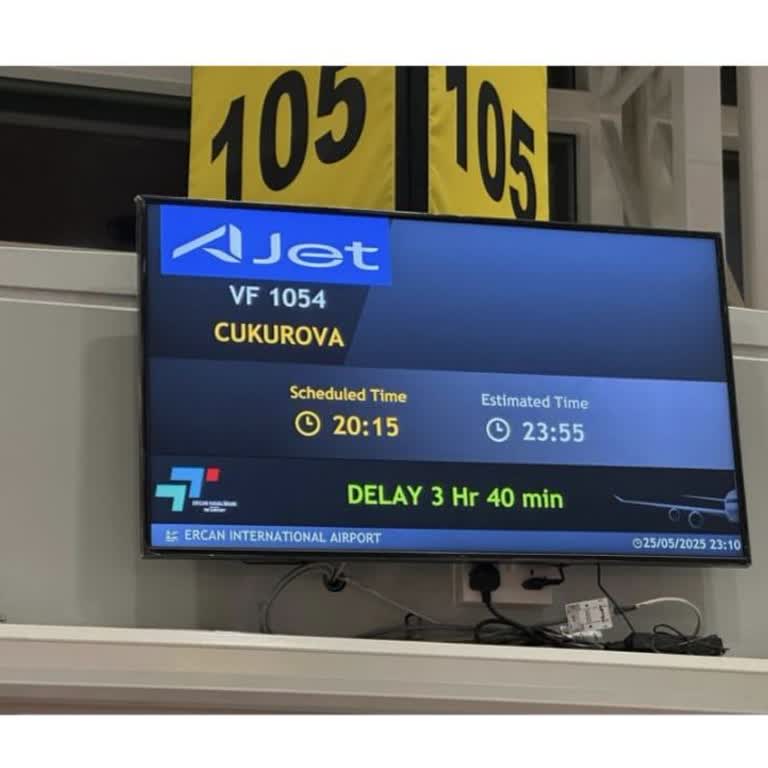 105
105
AJet
VF 1054
CUKUROVA
Scheduled Time
20:15
Estimated Time
23:55
DELAY 3 Hr 40 min
ERCAN INTERNATIONAL AIRPORT
25/05/2025 23:10